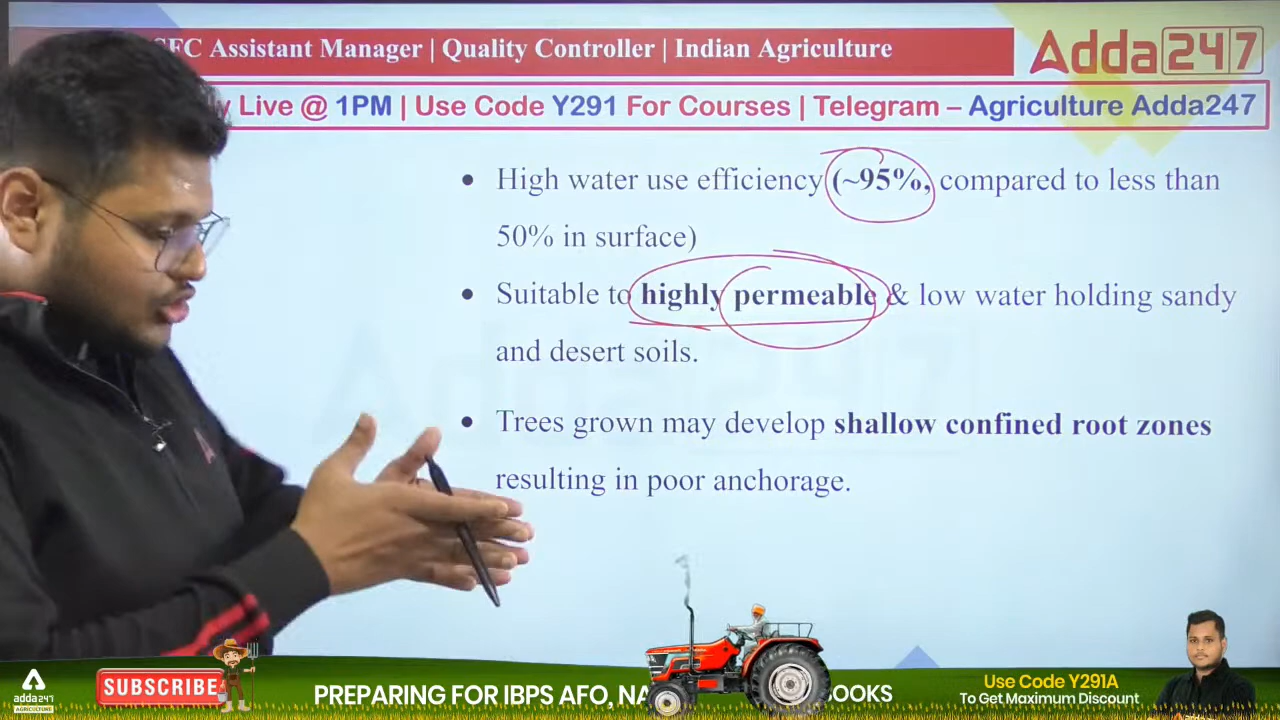 SFC Assistant Manager | Quality Controller | Indian Agriculture
Adda247
Live @ 1PM | Use Code Y291 For Courses | Telegram – Agriculture Adda247
• High water use efficiency (~95%, compared to less than
50% in surface)
• Suitable to highly permeable & low water holding sandy
and desert soils.
• Trees grown may develop shallow confined root zones
resulting in poor anchorage.
Adda247
adda247
AGRICULTURE
SUBSCRIBE
PREPARING FOR IBPS AFO,
Use Code Y291A
To Get Maximum Discount